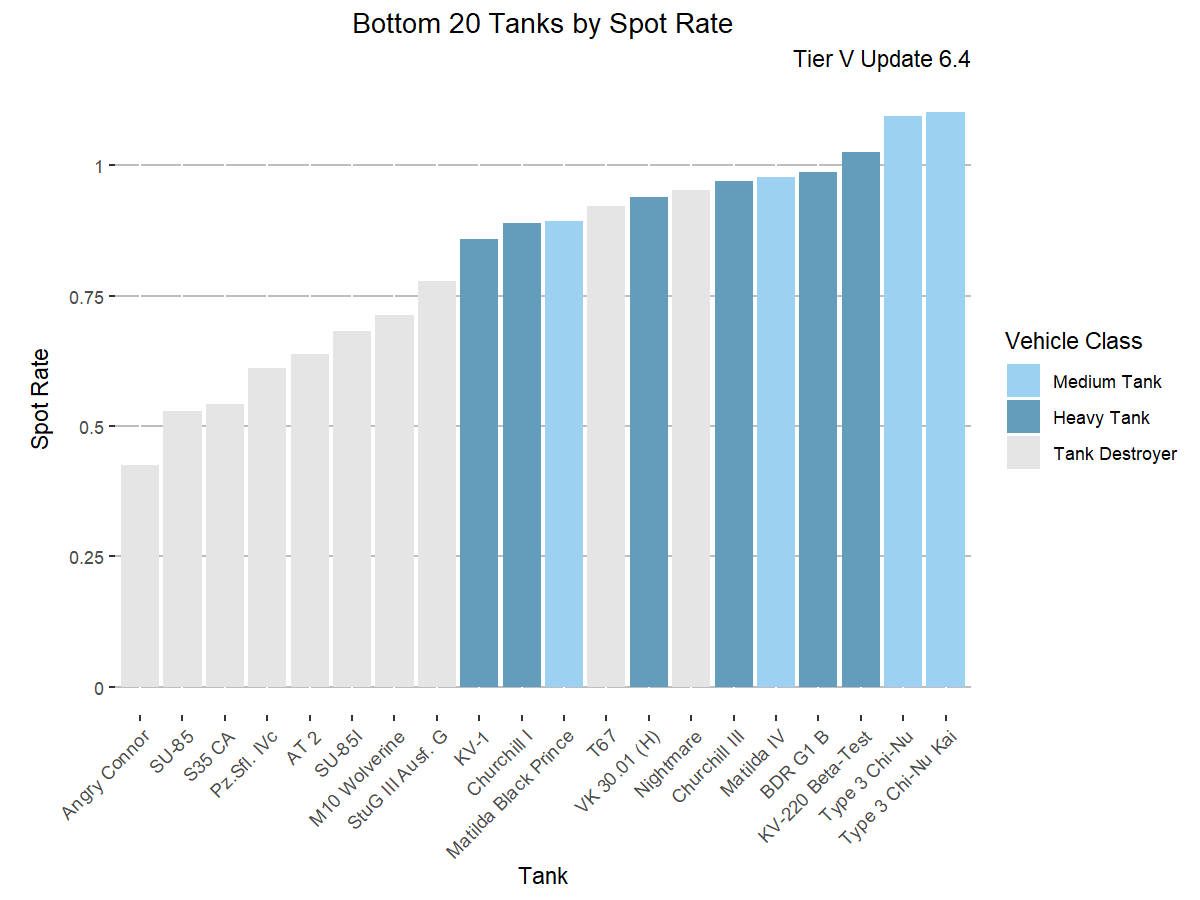 Bottom 20 Tanks by Spot Rate
Tier V Update 6.4
Spot Rate
1
0.75
0.5
0.25
0
Angry Connor
SU-85
S35 CA
Pz.Sfl. IVc
AT 2
SU-85I
M10 Wolverine
StuG III Ausf. G
KV-1
Churchill I
Matilda Black Prince
T67
VK 30.01 (H)
Nightmare
Churchill III
Matilda IV
BDR G1 B
KV-220 Beta-Test
Type 3 Chi-Nu
Type 3 Chi-Nu Kai
Tank
Vehicle Class
Medium Tank
Heavy Tank
Tank Destroyer